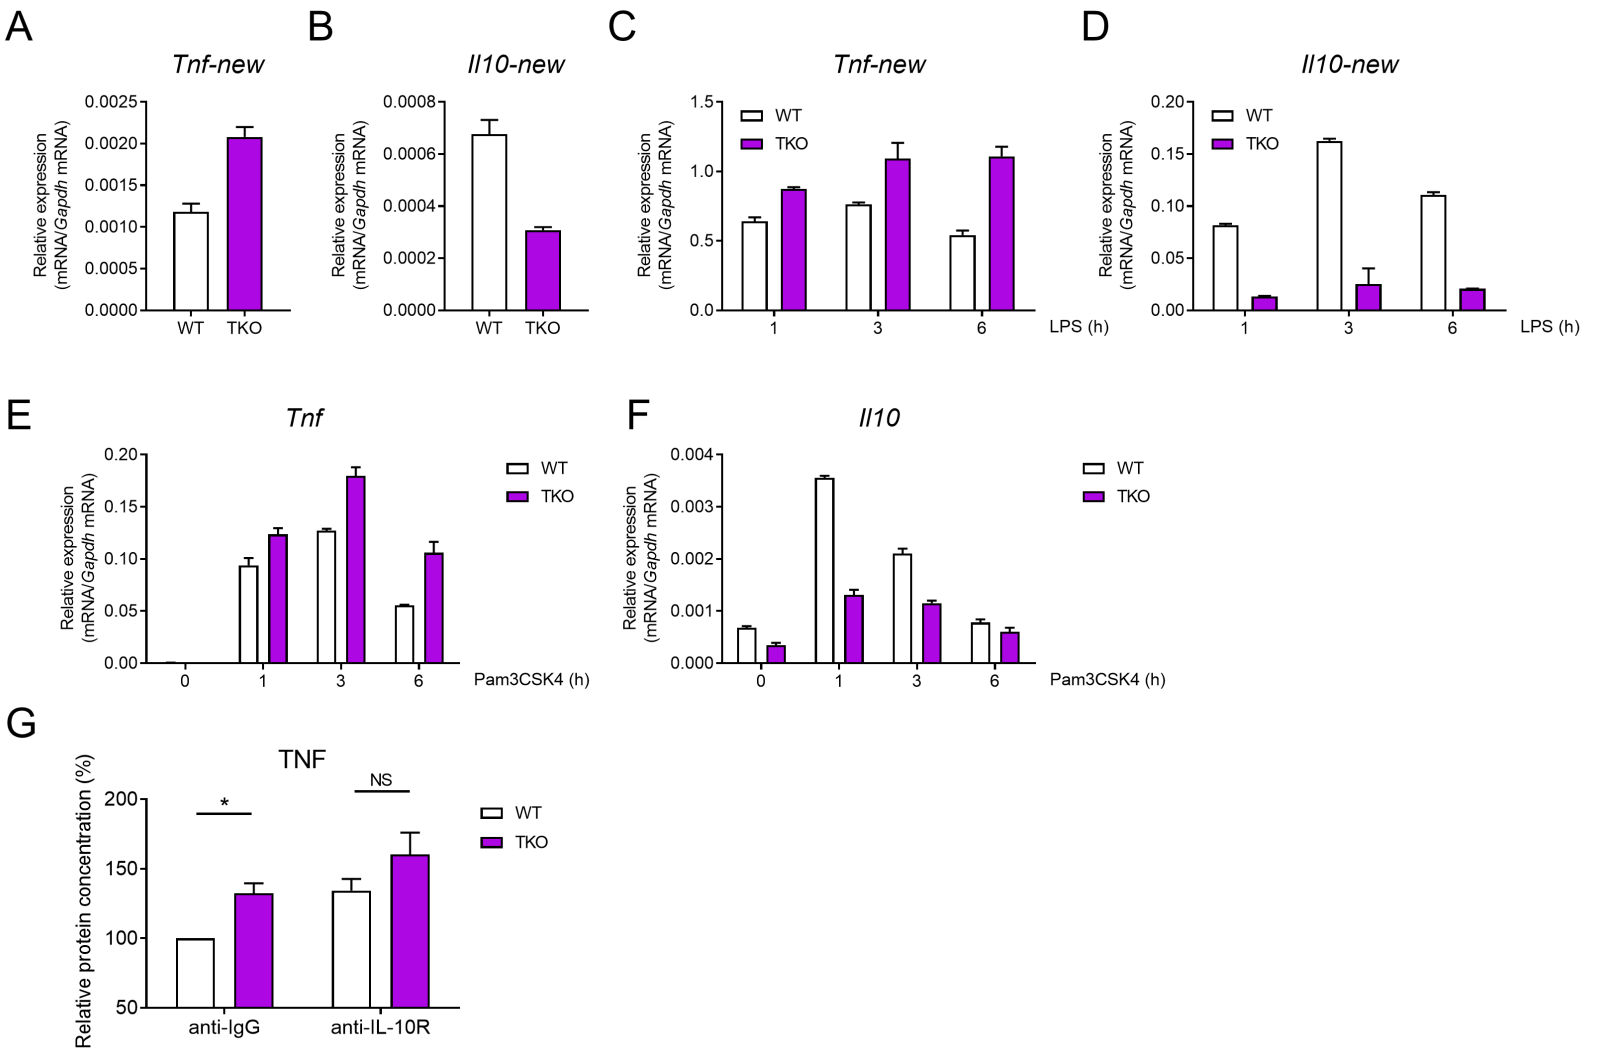 A
Tnf-new
Relative expression
(mRNA/Gapdh mRNA)
0.0025
0.0020
0.0015
0.0010
0.0005
0.0000
WT TKO
B
Il10-new
Relative expression
(mRNA/Gapdh mRNA)
0.0008
0.0006
0.0004
0.0002
0.0000
WT TKO
C
Tnf-new
Relative expression
(mRNA/Gapdh mRNA)
1.5
1.0
0.5
0.0
WT
TKO
1 3 6 LPS (h)
D
Il10-new
Relative expression
(mRNA/Gapdh mRNA)
0.20
0.15
0.10
0.05
0.00
WT
TKO
1 3 6 LPS (h)
E
Tnf
Relative expression
(mRNA/Gapdh mRNA)
0.20
0.15
0.10
0.05
0.00
WT
TKO
0 1 3 6 Pam3CSK4 (h)
F
Il10
Relative expression
(mRNA/Gapdh mRNA)
0.004
0.003
0.002
0.001
0.000
WT
TKO
0 1 3 6 Pam3CSK4 (h)
G
TNF
Relative protein concentration (%)
200
150
100
50
*
NS
WT
TKO
anti-IgG anti-IL-10R